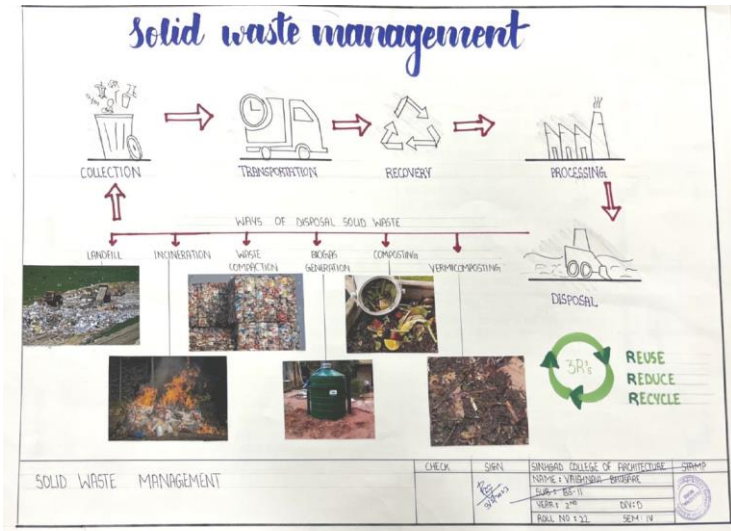 Solid waste management
COLLECTION
TRANSPORTATION
RECOVERY
PROCESSING
WAYS OF DISPOSAL SOLID WASTE
LANDFILL
INCINERATION
WASTE
COMPACTION
BIOGAS
GENERATION
COMPOSTING
VERMICOMPOSTING
DISPOSAL
3R's
REUSE
REDUCE
RECYCLE
SOLID WASTE MANAGEMENT
CHECK
SIGN
SINHGAD COLLEGE OF ARCHITECTURE
STAMP
NAME: VAISHNAVI
SUB: BS-II
YEAR: 2ND DIV: D
ROLL NO: 22 SEM: IV